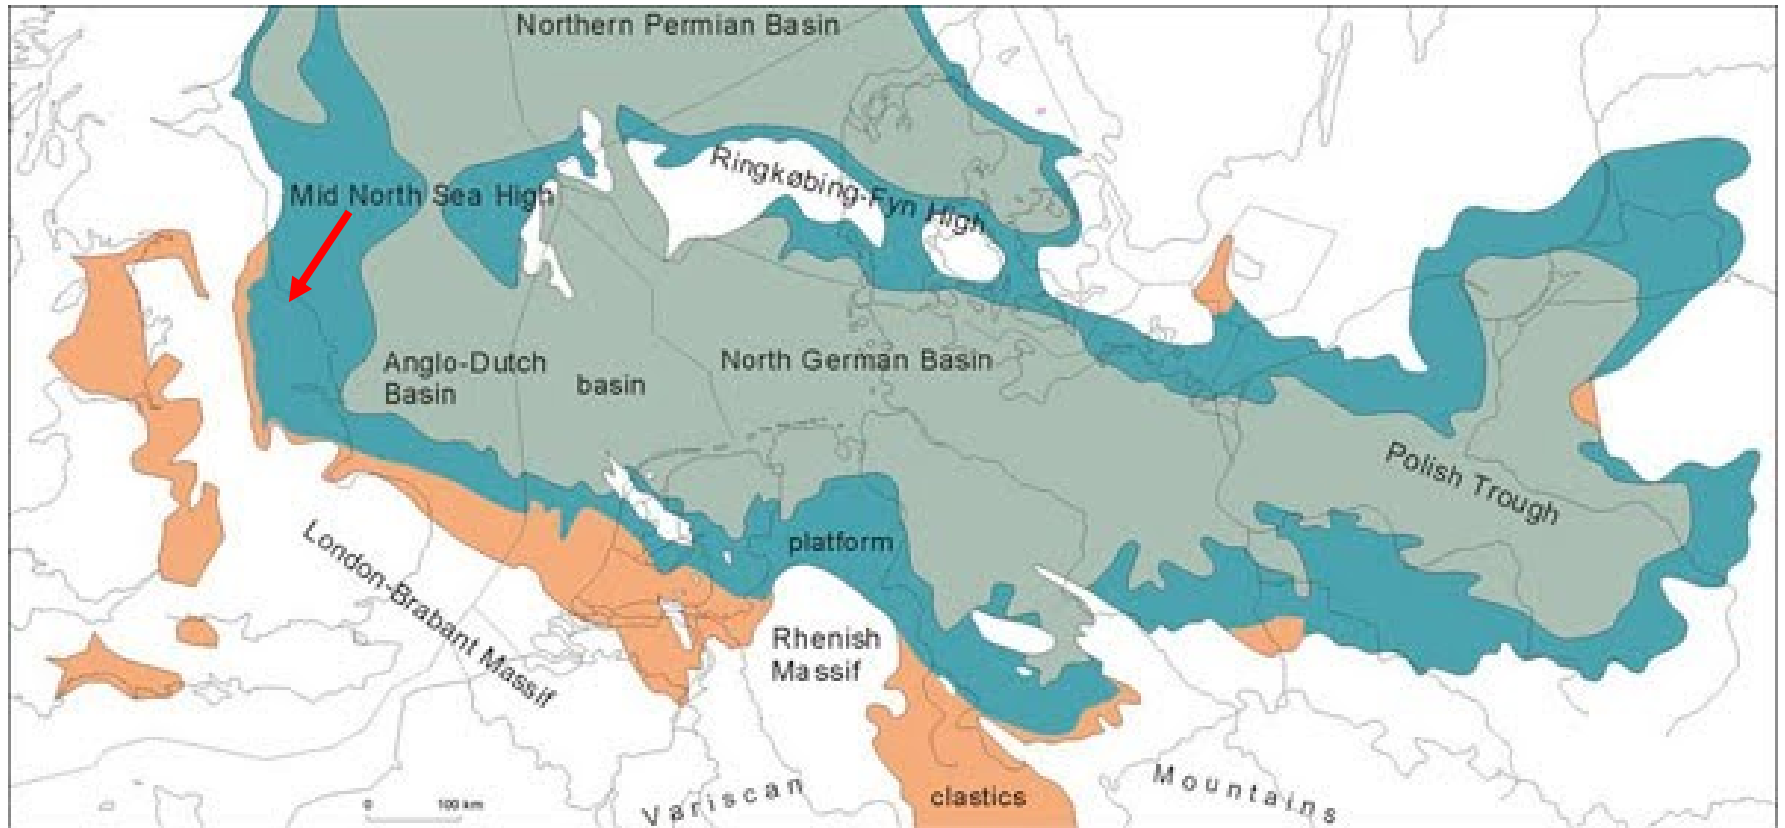 Northern Permian Basin
Mid North Sea High
Ringkøbing-Fyn High
Anglo-Dutch
Basin
basin
North German Basin
Polish Trough
platform
London-Brabant Massif
Rhenish
Massif
Variscan
Mountains
clastics
0
100 km